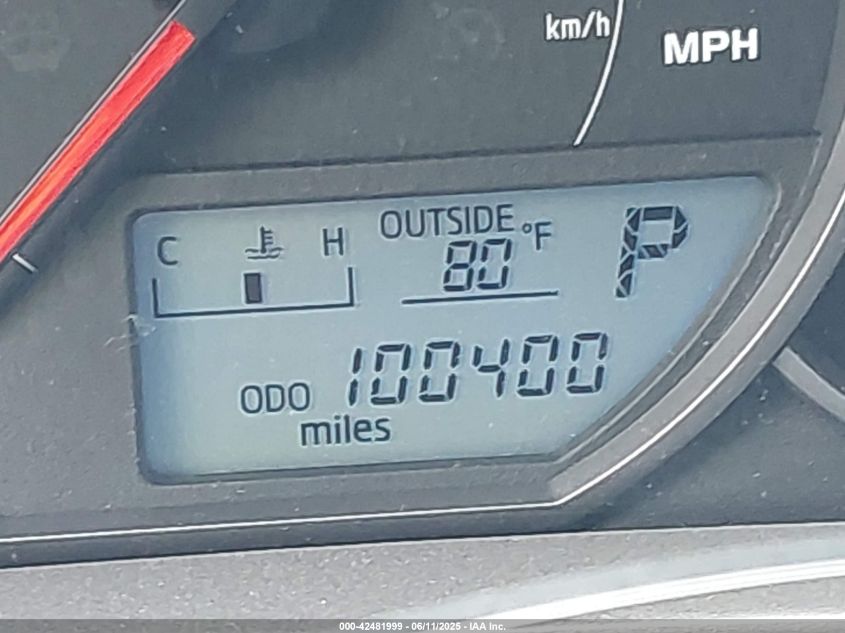 km/h
MPH
C H OUTSIDE °F P
80
ODO 100400
miles
000-42481999 - 06/11/2025 - IAA Inc.